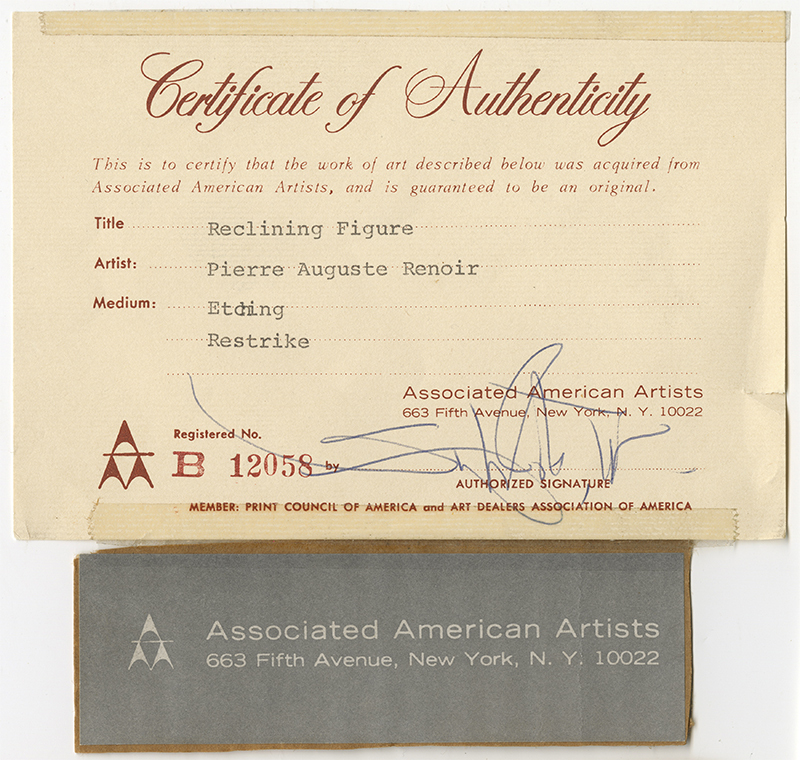 Certificate of Authenticity
This is to certify that the work of art described below was acquired from
Associated American Artists, and is guaranteed to be an original.
Title Reclining Figure
Artist: Pierre Auguste Renoir
Medium: Etching
Restrike
Associated American Artists
663 Fifth Avenue, New York, N. Y. 10022
Registered No.
B 12058 by
AUTHORIZED SIGNATURE
MEMBER: PRINT COUNCIL OF AMERICA and ART DEALERS ASSOCIATION OF AMERICA
Associated American Artists
663 Fifth Avenue, New York, N. Y. 10022